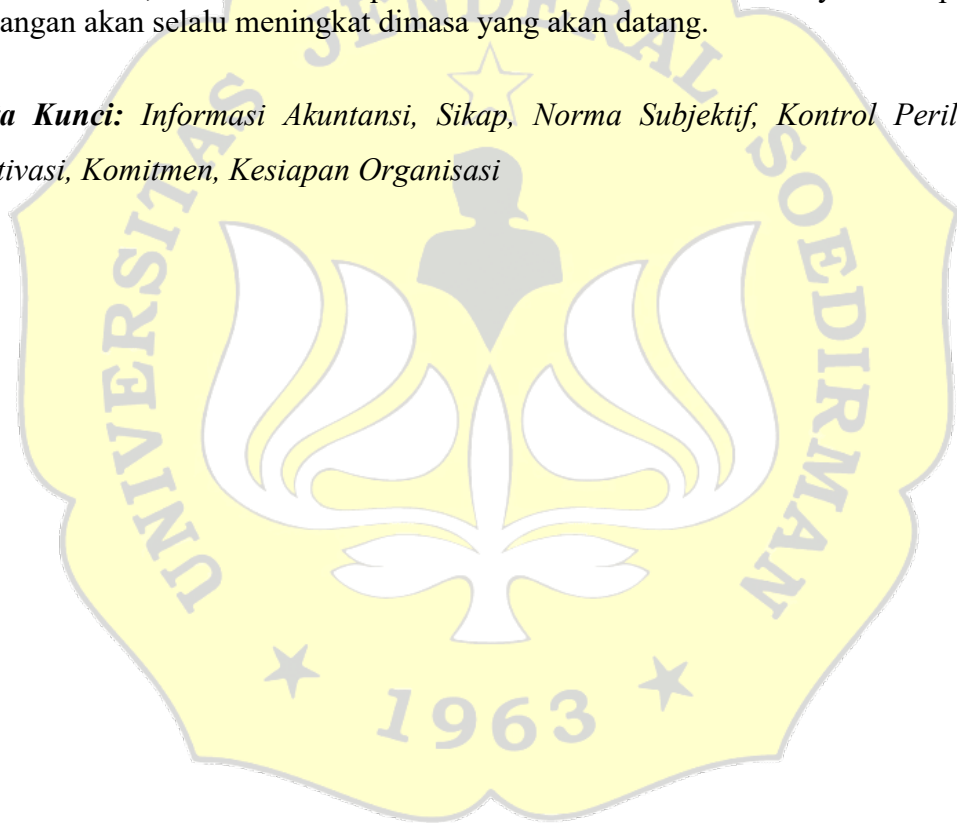 angan akan selalu meningkat dimasa yang akan datang.
a Kunci: Informasi Akuntansi, Sikap, Norma Subjektif, Kontrol Peril
tivasi, Komitmen, Kesiapan Organisasi
UNIVERSITAS JENDERAL SOEDIRMAN
1963